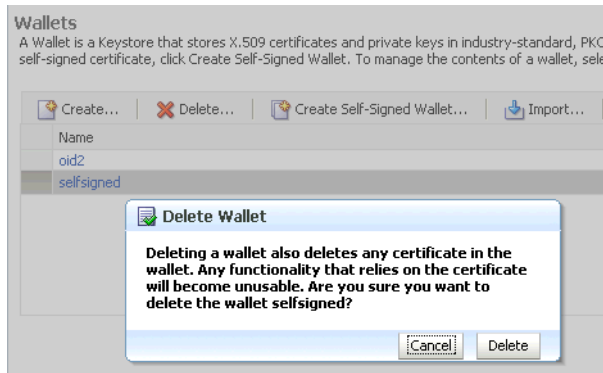 Wallets
A Wallet is a Keystore that stores X.509 certificates and private keys in industry-standard, PKC
self-signed certificate, click Create Self-Signed Wallet. To manage the contents of a wallet, sele
Create... Delete... Create Self-Signed Wallet... Import...
Name
oid2
selfsigned
Delete Wallet
Deleting a wallet also deletes any certificate in the
wallet. Any functionality that relies on the certificate
will become unusable. Are you sure you want to
delete the wallet selfsigned?
Cancel Delete